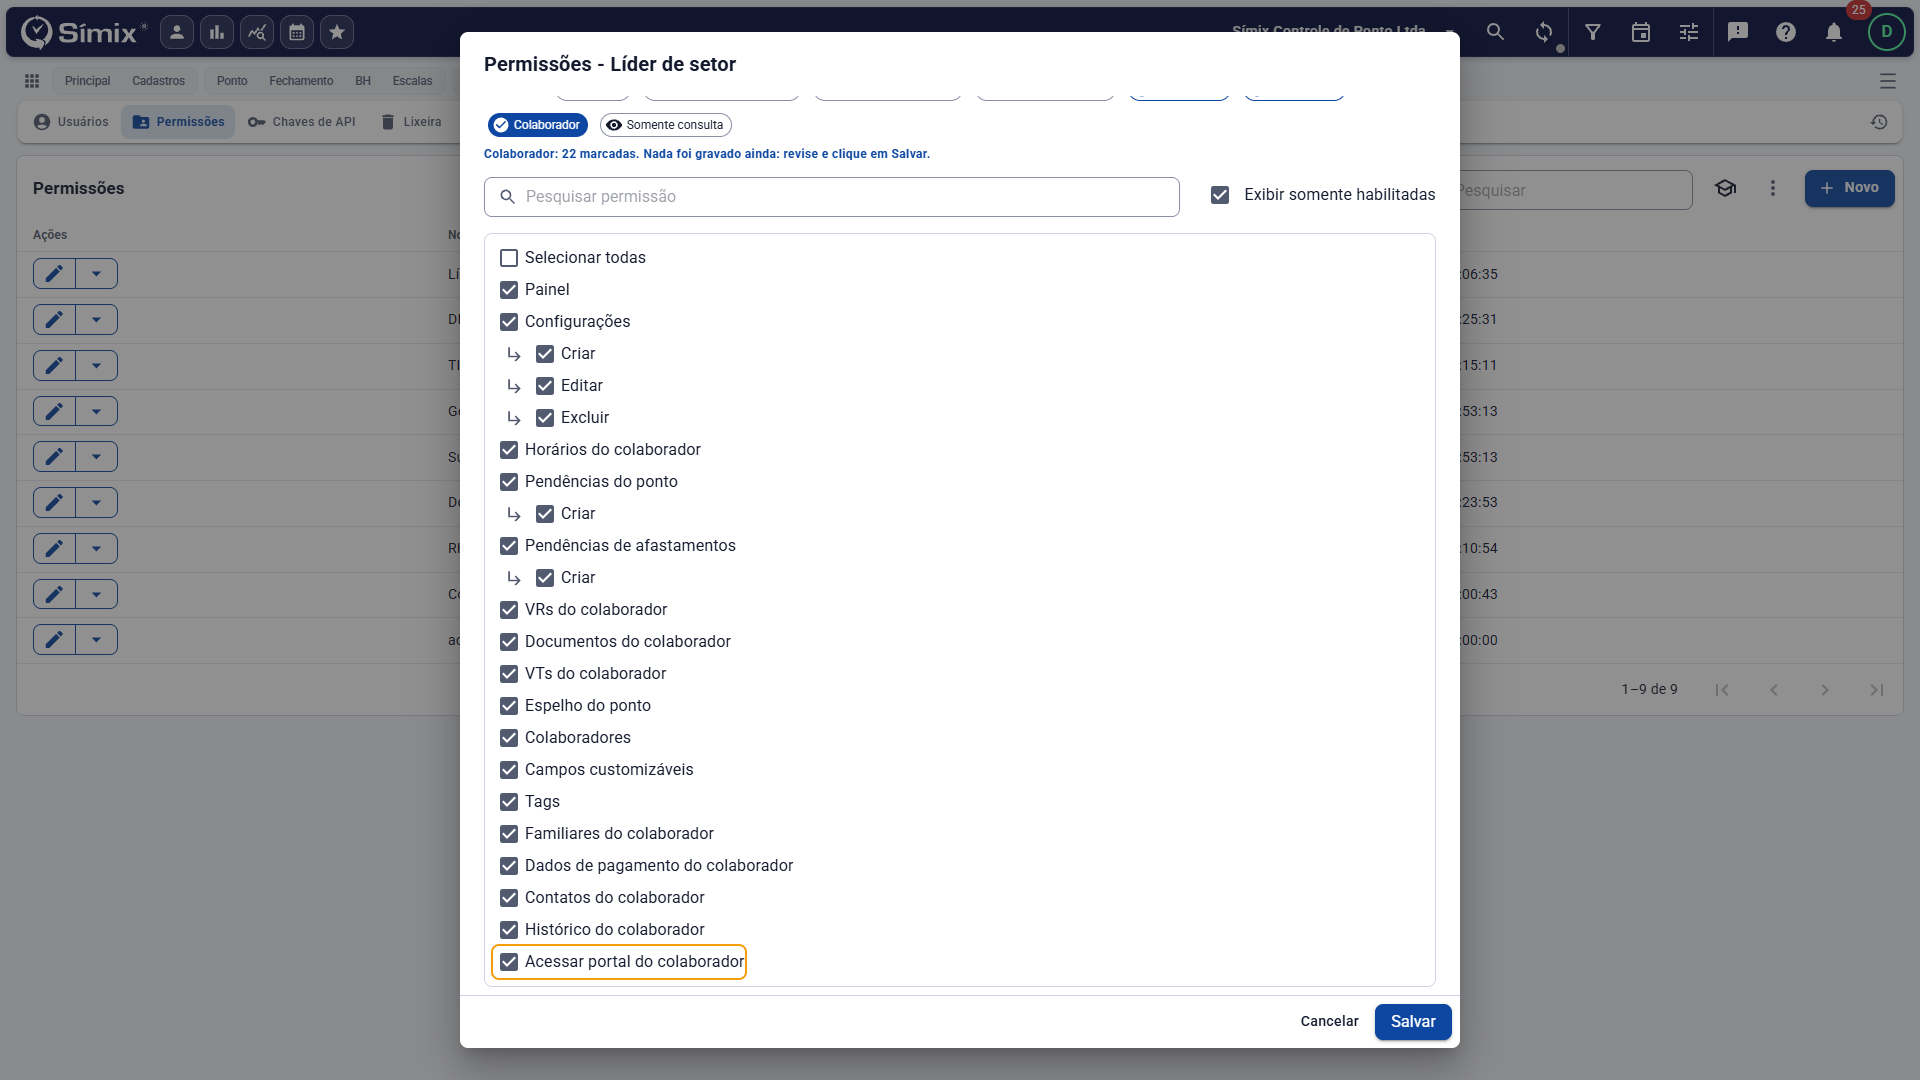 Símix
25
D
Principal
Cadastros
Ponto
Fechamento
BH
Escalas
Usuários
Permissões
Chaves de API
Lixeira
Permissões
Pesquisar
Novo
Ações
:06:35
:25:31
:15:11
:53:13
:53:13
:23:53
:10:54
:00:43
:00:00
1–9 de 9
Permissões - Líder de setor
Colaborador
Somente consulta
Colaborador: 22 marcadas. Nada foi gravado ainda: revise e clique em Salvar.
Pesquisar permissão
Exibir somente habilitadas
Selecionar todas
Painel
Configurações
Criar
Editar
Excluir
Horários do colaborador
Pendências do ponto
Criar
Pendências de afastamentos
Criar
VRs do colaborador
Documentos do colaborador
VTs do colaborador
Espelho do ponto
Colaboradores
Campos customizáveis
Tags
Familiares do colaborador
Dados de pagamento do colaborador
Contatos do colaborador
Histórico do colaborador
Acessar portal do colaborador
Cancelar
Salvar